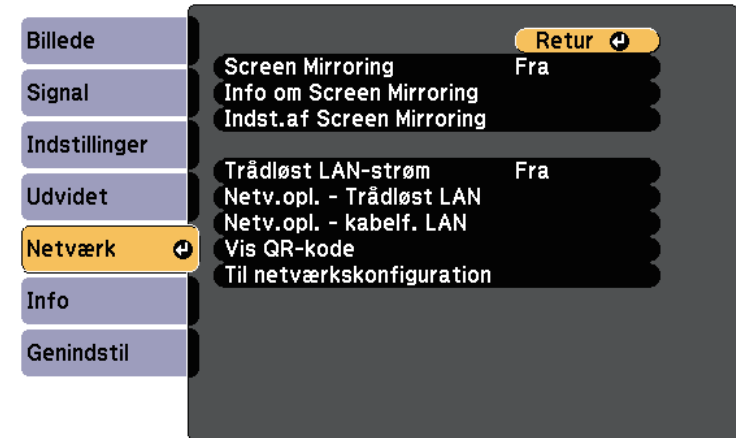 Billede
Signal
Indstillinger
Udvidet
Netværk
Info
Genindstil
Retur
Screen Mirroring Fra
Info om Screen Mirroring
Indst.af Screen Mirroring
Trådløst LAN-strøm Fra
Netv.opl. - Trådløst LAN
Netv.opl. - kabelf. LAN
Vis QR-kode
Til netværkskonfiguration